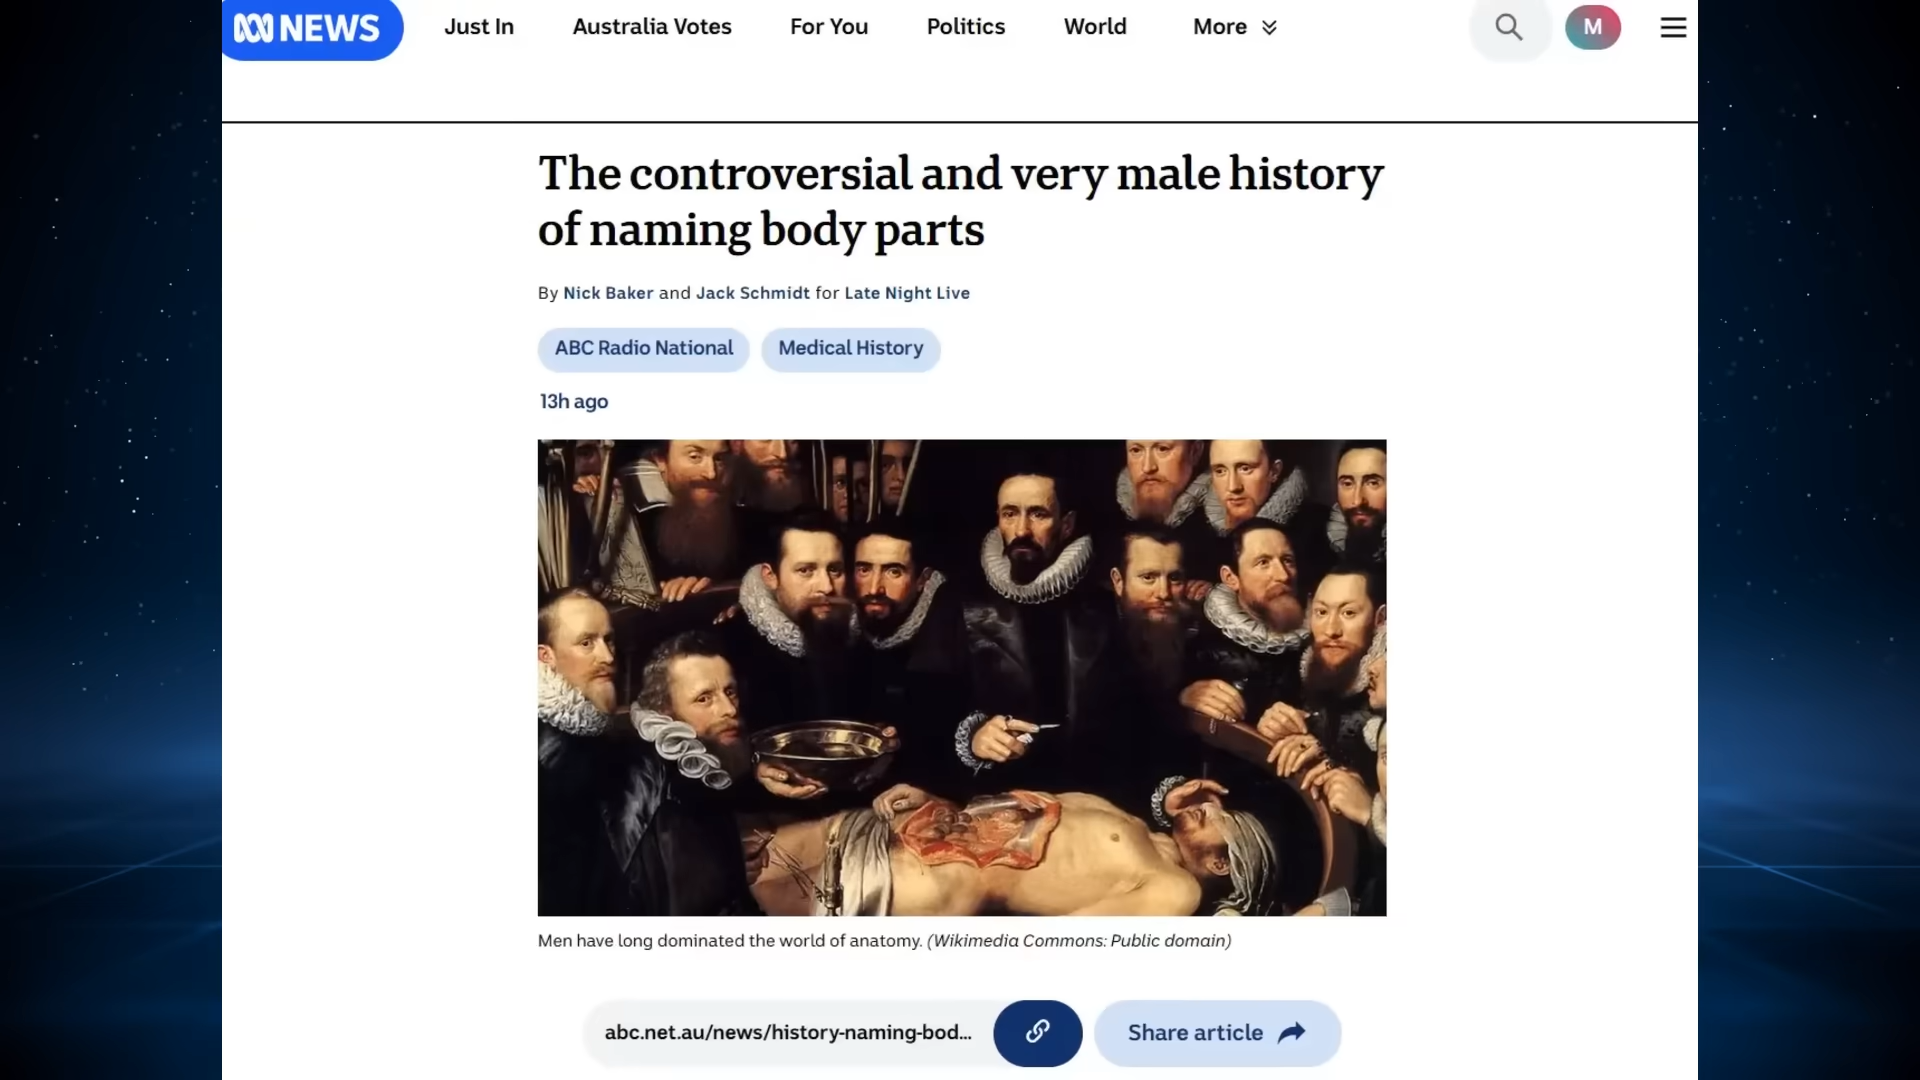 NEWS
Just In
Australia Votes
For You
Politics
World
More
M
The controversial and very male history
of naming body parts
By Nick Baker and Jack Schmidt for Late Night Live
ABC Radio National
Medical History
13h ago
Men have long dominated the world of anatomy. (Wikimedia Commons: Public domain)
abc.net.au/news/history-naming-bod...
Share article